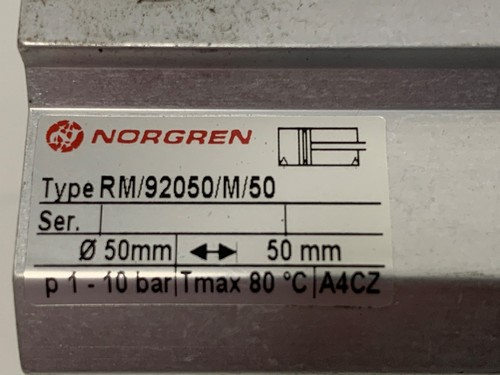 NORGREN
Type RM/92050/M/50
Ser.
Ø 50mm 50 mm
p 1 - 10 bar Tmax 80 °C A4CZ